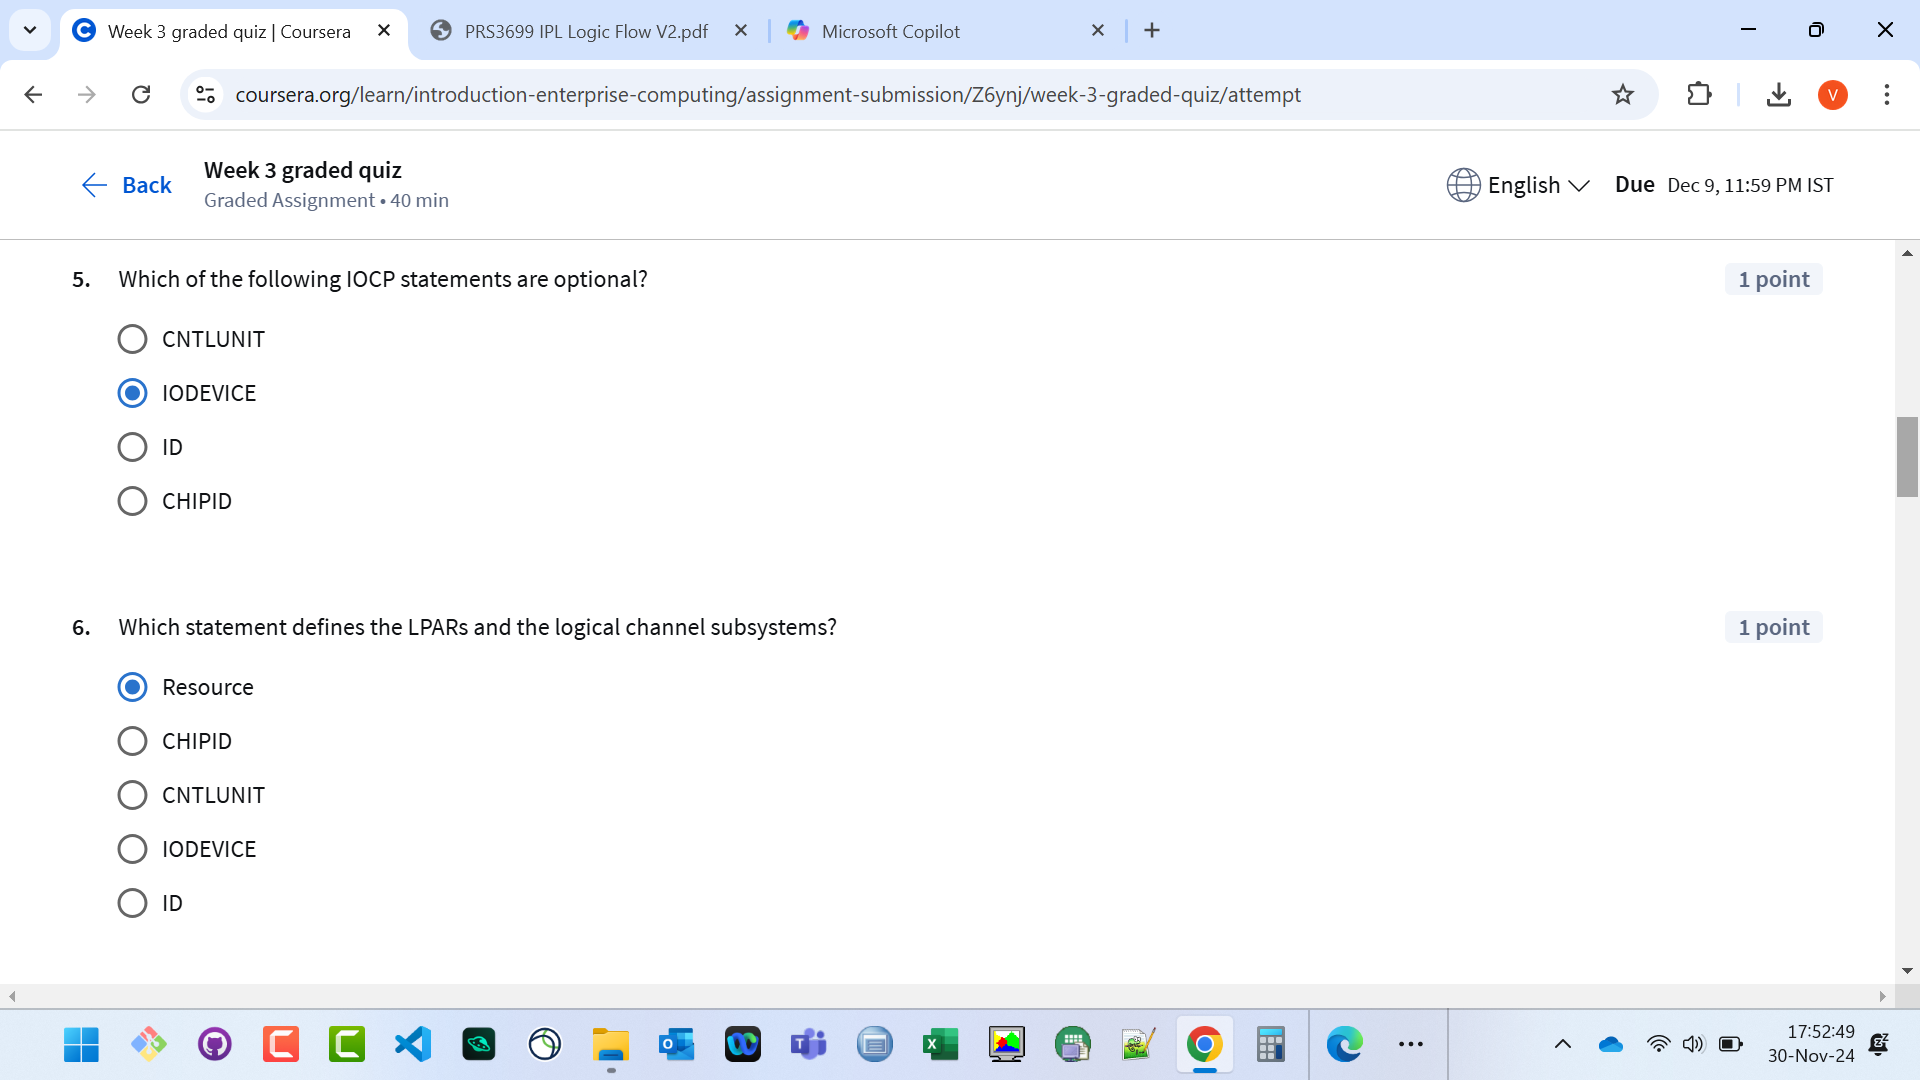 Week 3 graded quiz | Coursera
PRS3699 IPL Logic Flow V2.pdf
Microsoft Copilot
coursera.org/learn/introduction-enterprise-computing/assignment-submission/Z6ynj/week-3-graded-quiz/attempt
V
Back
Week 3 graded quiz
Graded Assignment • 40 min
English
Due Dec 9, 11:59 PM IST
5. Which of the following IOCP statements are optional?
1 point
CNTLUNIT
IODEVICE
ID
CHIPID
6. Which statement defines the LPARs and the logical channel subsystems?
1 point
Resource
CHIPID
CNTLUNIT
IODEVICE
ID
17:52:49
30-Nov-24